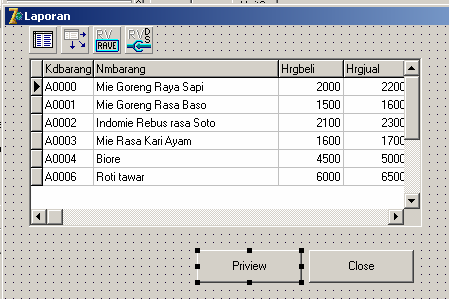 Laporan
RV RAVE RV DS
Kdbarang Nmbarang Hrgbeli Hrgjual
A0000 Mie Goreng Raya Sapi 2000 2200
A0001 Mie Goreng Rasa Baso 1500 1600
A0002 Indomie Rebus rasa Soto 2100 2300
A0003 Mie Rasa Kari Ayam 1600 1700
A0004 Biore 4500 5000
A0006 Roti tawar 6000 6500
Priview Close